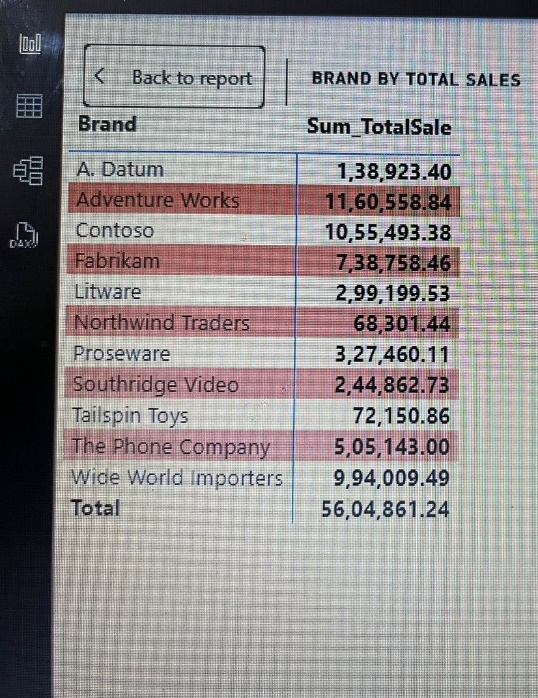 Back to report
BRAND BY TOTAL SALES
Brand Sum_TotalSale
A. Datum 1,38,923.40
Adventure Works 11,60,558.84
Contoso 10,55,493.38
Fabrikam 7,38,758.46
Litware 2,99,199.53
Northwind Traders 68,301.44
Proseware 3,27,460.11
Southridge Video 2,44,862.73
Tailspin Toys 72,150.86
The Phone Company 5,05,143.00
Wide World Importers 9,94,009.49
Total 56,04,861.24
DAX